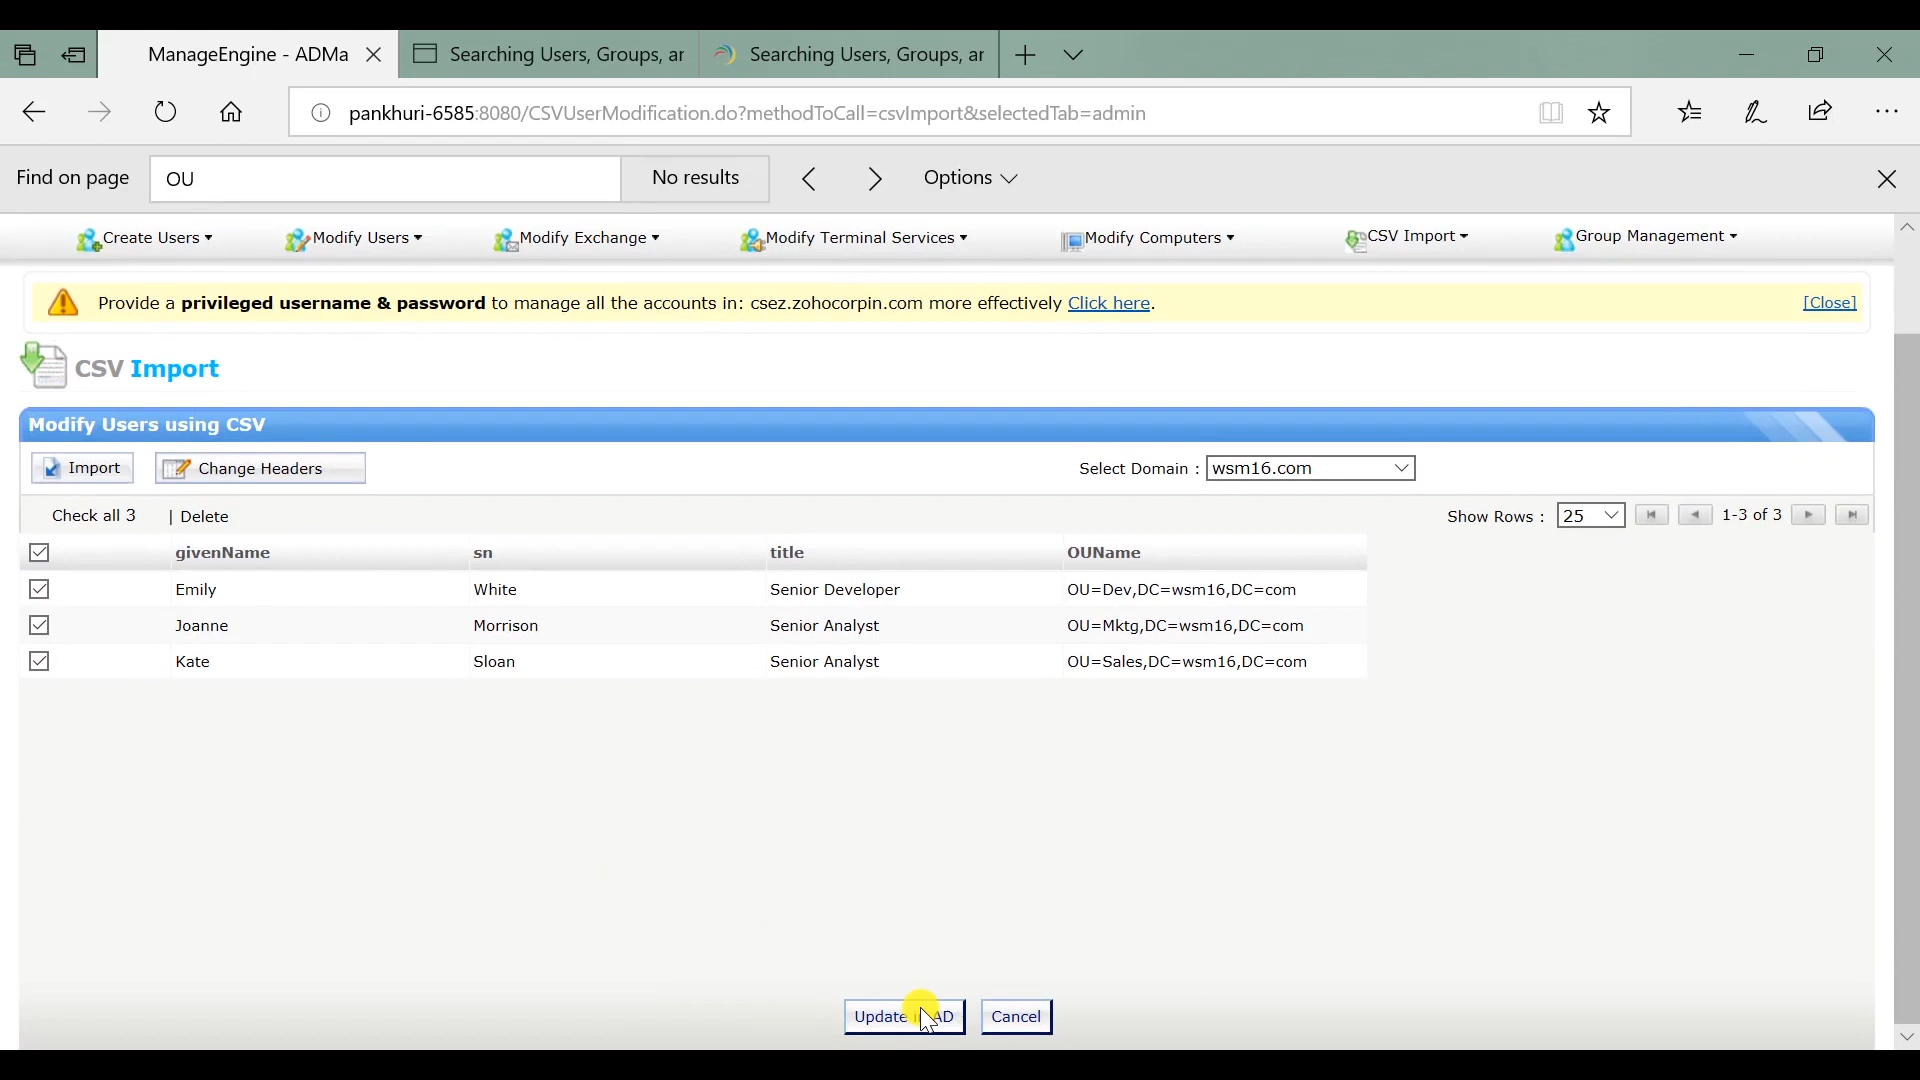 ManageEngine - ADMa
Searching Users, Groups, ar
Searching Users, Groups, ar
pankhuri-6585:8080/CSVUserModification.do?methodToCall=csvImport&selectedTab=admin
Find on page
OU
No results
Options
Create Users
Modify Users
Modify Exchange
Modify Terminal Services
Modify Computers
CSV Import
Group Management
Provide a privileged username & password to manage all the accounts in: csez.zohocorpin.com more effectively Click here.
[Close]
CSV Import
Modify Users using CSV
Import
Change Headers
Select Domain : wsm16.com
Check all 3 | Delete
Show Rows : 25
1-3 of 3
givenName sn title OUName
Emily White Senior Developer OU=Dev,DC=wsm16,DC=com
Joanne Morrison Senior Analyst OU=Mktg,DC=wsm16,DC=com
Kate Sloan Senior Analyst OU=Sales,DC=wsm16,DC=com
Update in AD
Cancel